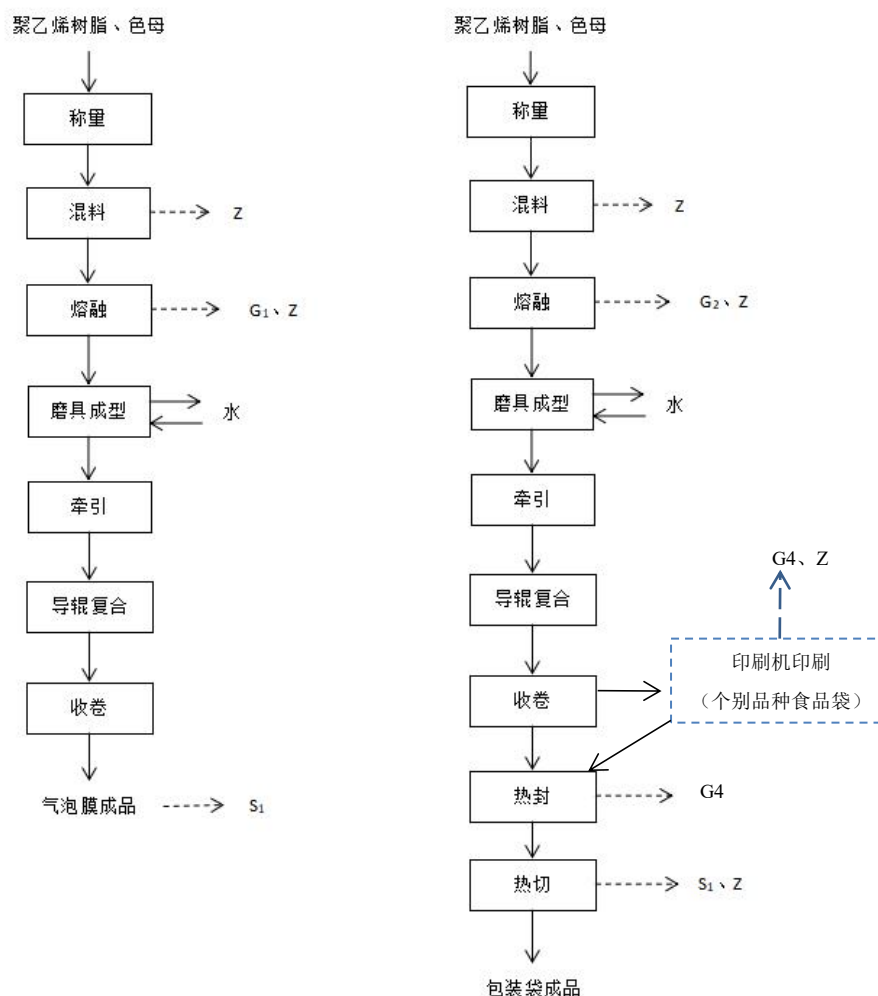 聚乙烯树脂、色母
称量
混料
Z
熔融
G₁、Z
磨具成型
水
牵引
导辊复合
收卷
气泡膜成品
S₁
聚乙烯树脂、色母
称量
混料
Z
熔融
G₂、Z
磨具成型
水
牵引
导辊复合
收卷
G4、Z
印刷机印刷
（个别品种食品袋）
热封
G4
热切
S₁、Z
包装袋成品